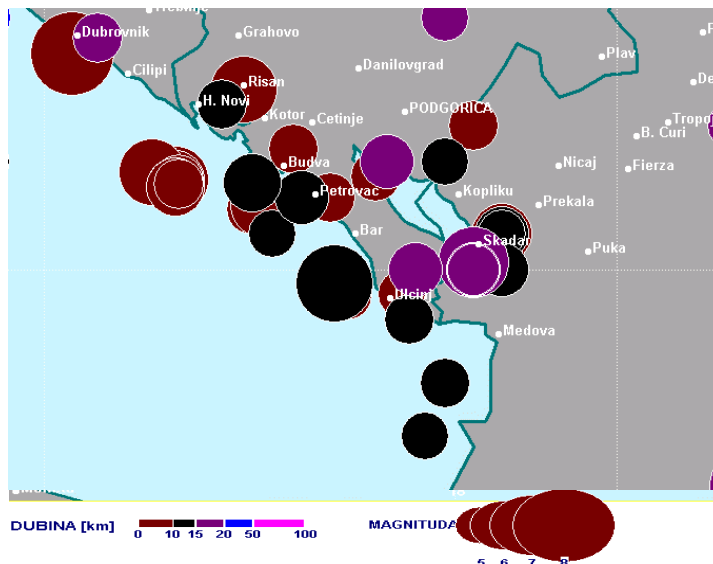 Dubrovnik
Grahovo
Plav
Cilipi
Danilovgrad
Risan
H. Novi
PODGORICA
Kotor
Cetinje
Tropo
B. Curi
Budva
Nicaj
Fierza
Petrovac
Kopliku
Prekala
Bar
Skadar
Puka
Ulcinj
Medova
DUBINA [km]
0 10 15 20 50 100
MAGNITUDA
5 6 7 8